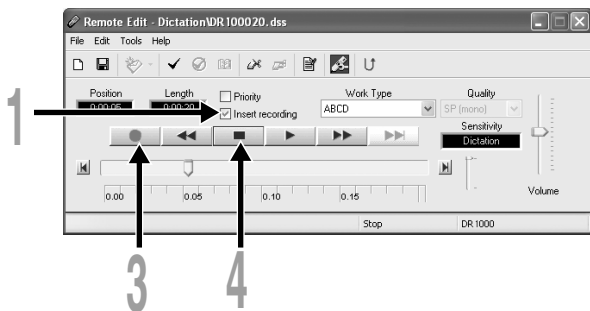 Remote Edit - Dictation\DR100020.dss
File Edit Tools Help
Position Length Priority Work Type Quality
0:00:05 0:00:20 Insert recording ABCD SP (mono)
Sensitivity
Dictation
0.00 0.05 0.10 0.15 Volume
Stop DR1000
1
3 4